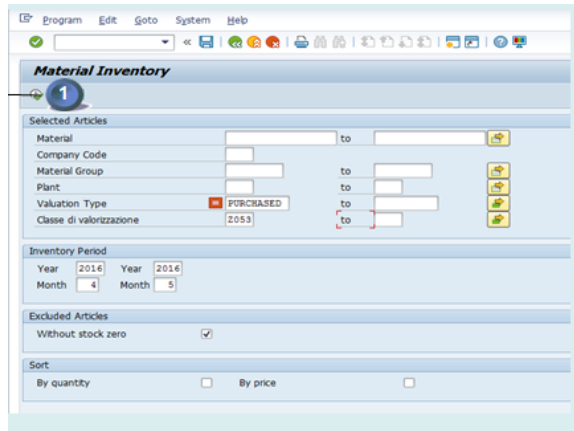 Program Edit Goto System Help
Material Inventory
1
Selected Articles
Material to
Company Code
Material Group to
Plant to
Valuation Type PURCHASED to
Classe di valorizzazione Z053 to
Inventory Period
Year 2016 Year 2016
Month 4 Month 5
Excluded Articles
Without stock zero
Sort
By quantity By price